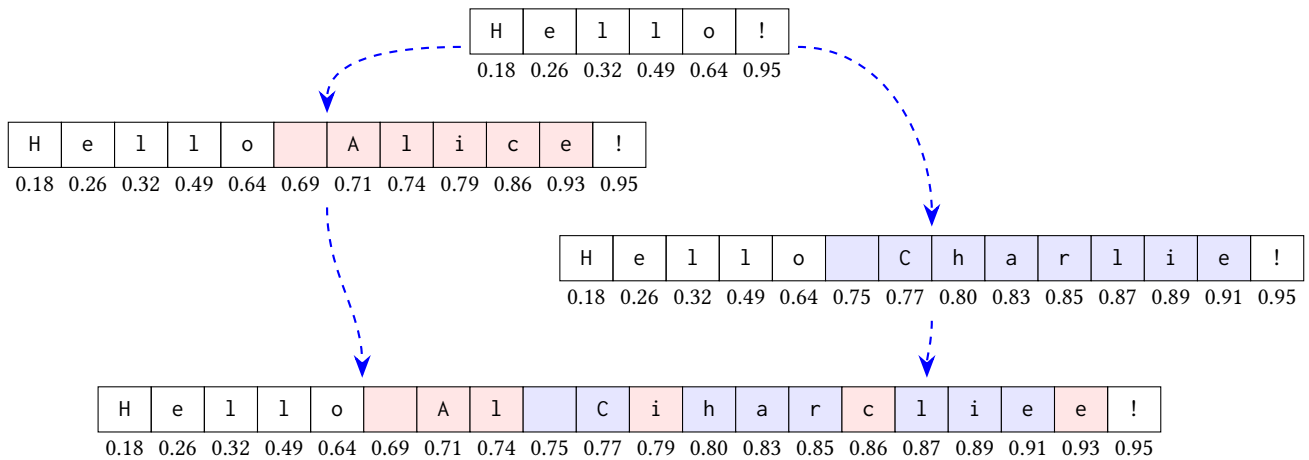 H e l l o !
0.18 0.26 0.32 0.49 0.64 0.95
H e l l o A l i c e !
0.18 0.26 0.32 0.49 0.64 0.69 0.71 0.74 0.79 0.86 0.93 0.95
H e l l o C h a r l i e !
0.18 0.26 0.32 0.49 0.64 0.75 0.77 0.80 0.83 0.85 0.87 0.89 0.91 0.95
H e l l o A l C i h a r c l i e e !
0.18 0.26 0.32 0.49 0.64 0.69 0.71 0.74 0.75 0.77 0.79 0.80 0.83 0.85 0.86 0.87 0.89 0.91 0.93 0.95